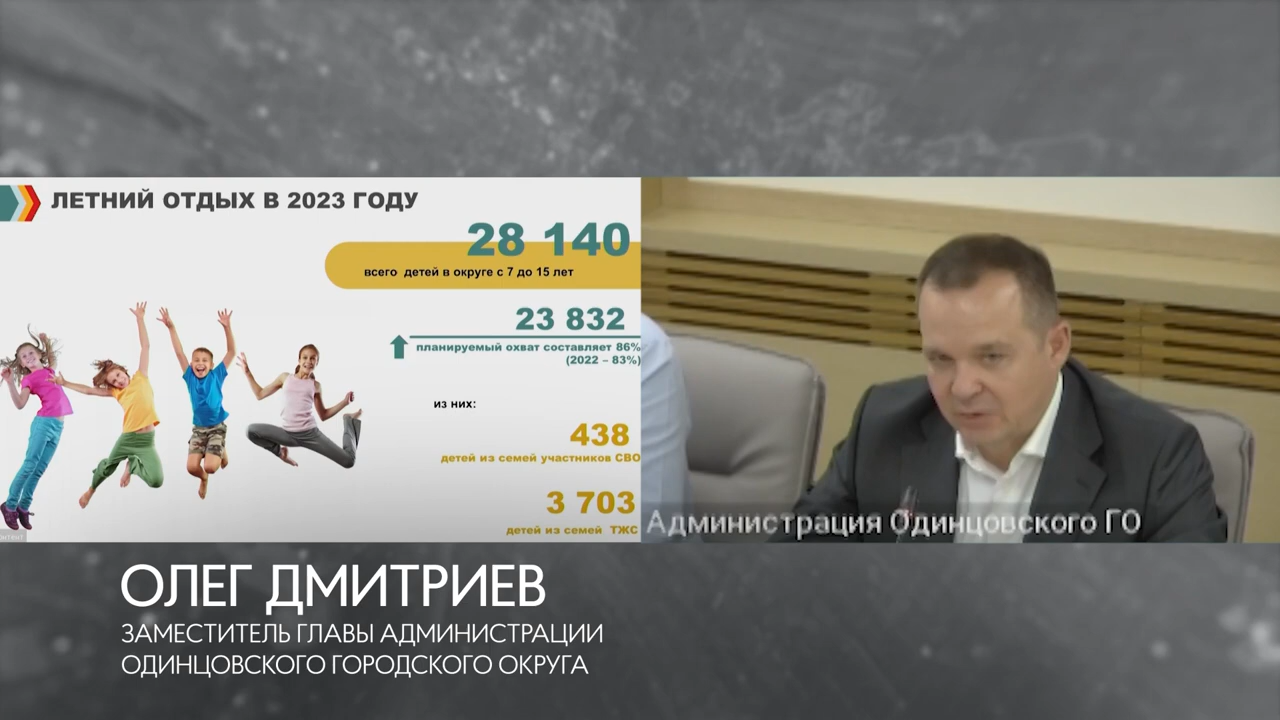 ЛЕТНИЙ ОТДЫХ В 2023 ГОДУ
28 140
всего детей в округе с 7 до 15 лет
23 832
планируемый охват составляет 86%
(2022 – 83%)
из них:
438
детей из семей участников СВО
3 703
детей из семей ТЖС
Администрация Одинцовского ГО
ОЛЕГ ДМИТРИЕВ
ЗАМЕСТИТЕЛЬ ГЛАВЫ АДМИНИСТРАЦИИ
ОДИНЦОВСКОГО ГОРОДСКОГО ОКРУГА